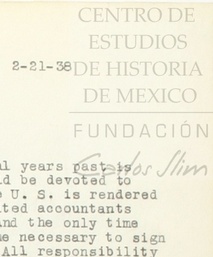 CENTRO DE
ESTUDIOS
2-21-38 DE HISTORIA
DE MEXICO
FUNDACIÓN
Carlos Slim
l years past is
ld be devoted to
U. S. is rendered
ted accountants
nd the only time
e necessary to sign
All responsibility